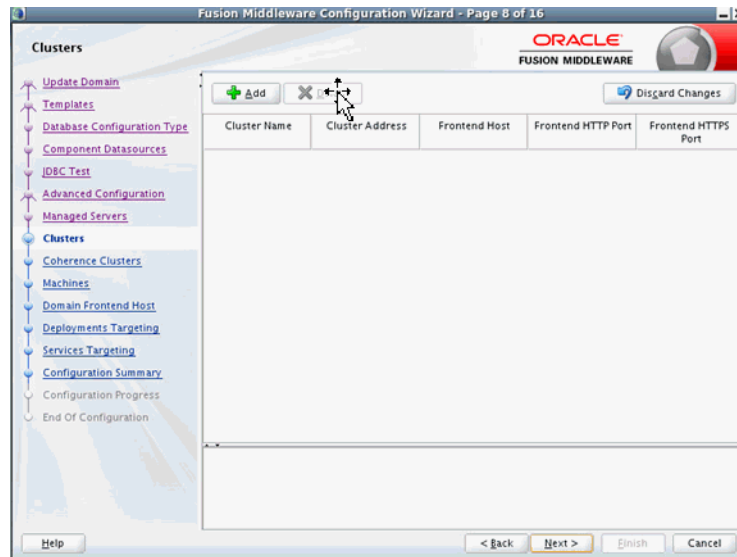 Fusion Middleware Configuration Wizard - Page 8 of 16
Clusters
ORACLE
FUSION MIDDLEWARE
Update Domain
Templates
Database Configuration Type
Component Datasources
JDBC Test
Advanced Configuration
Managed Servers
Clusters
Coherence Clusters
Machines
Domain Frontend Host
Deployments Targeting
Services Targeting
Configuration Summary
Configuration Progress
End Of Configuration
Add
Discard Changes
Cluster Name
Cluster Address
Frontend Host
Frontend HTTP Port
Frontend HTTPS
Port
Help
< Back
Next >
Finish
Cancel